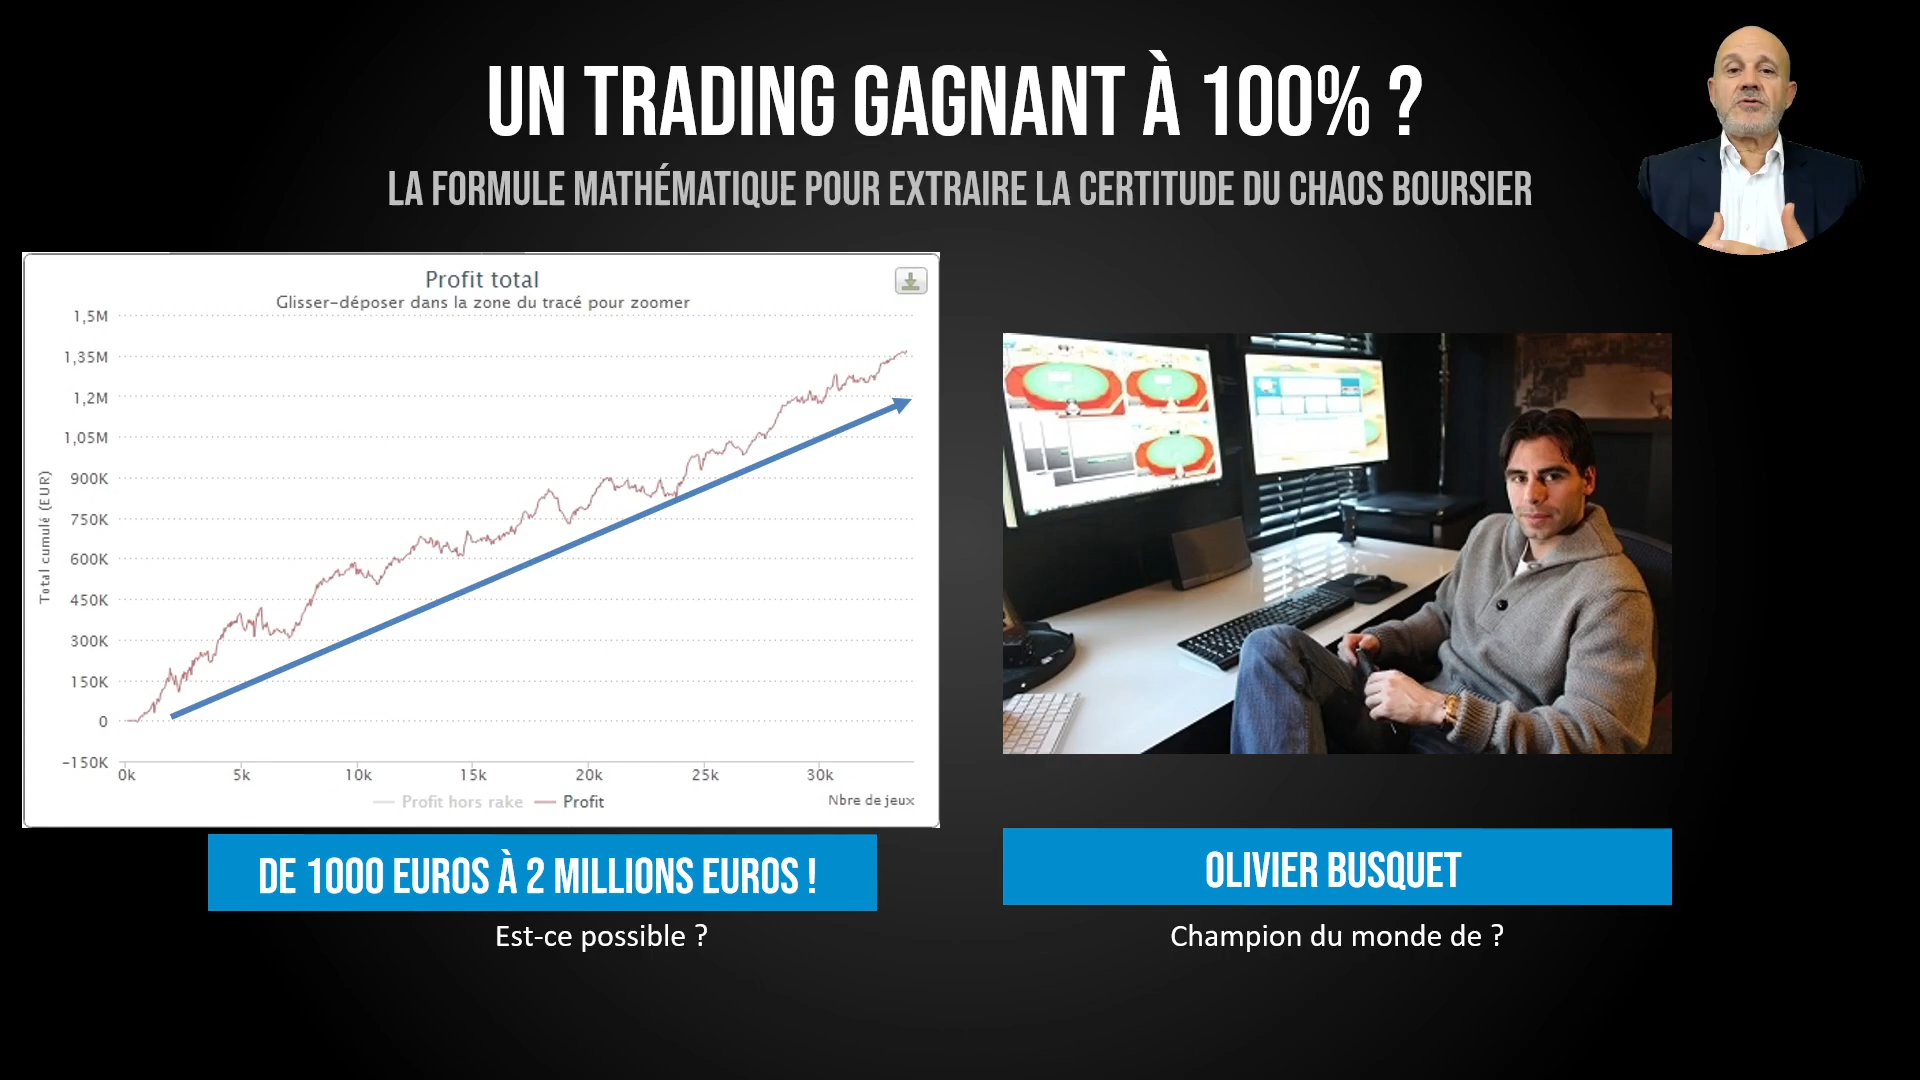 UN TRADING GAGNANT À 100% ?
LA FORMULE MATHÉMATIQUE POUR EXTRAIRE LA CERTITUDE DU CHAOS BOURSIER
Profit total
Glisser-déposer dans la zone du tracé pour zoomer
1,5M
1,35M
1,2M
1,05M
900K
750K
600K
450K
300K
150K
0
-150K
Total cumulé (EUR)
0k 5k 10k 15k 20k 25k 30k
Profit hors rake Profit
Nbre de jeux
DE 1000 EUROS À 2 MILLIONS EUROS !
Est-ce possible ?
OLIVIER BUSQUET
Champion du monde de ?